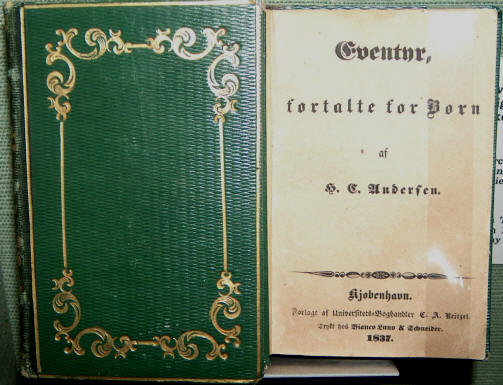 Eventyr,
fortalte for Børn
af
H. C. Andersen.
Kjøbenhavn.
Forlagt af Universitets-Boghandler C. A. Reitzel.
Trykt hos Bianco Luno & Schneider.
1837.